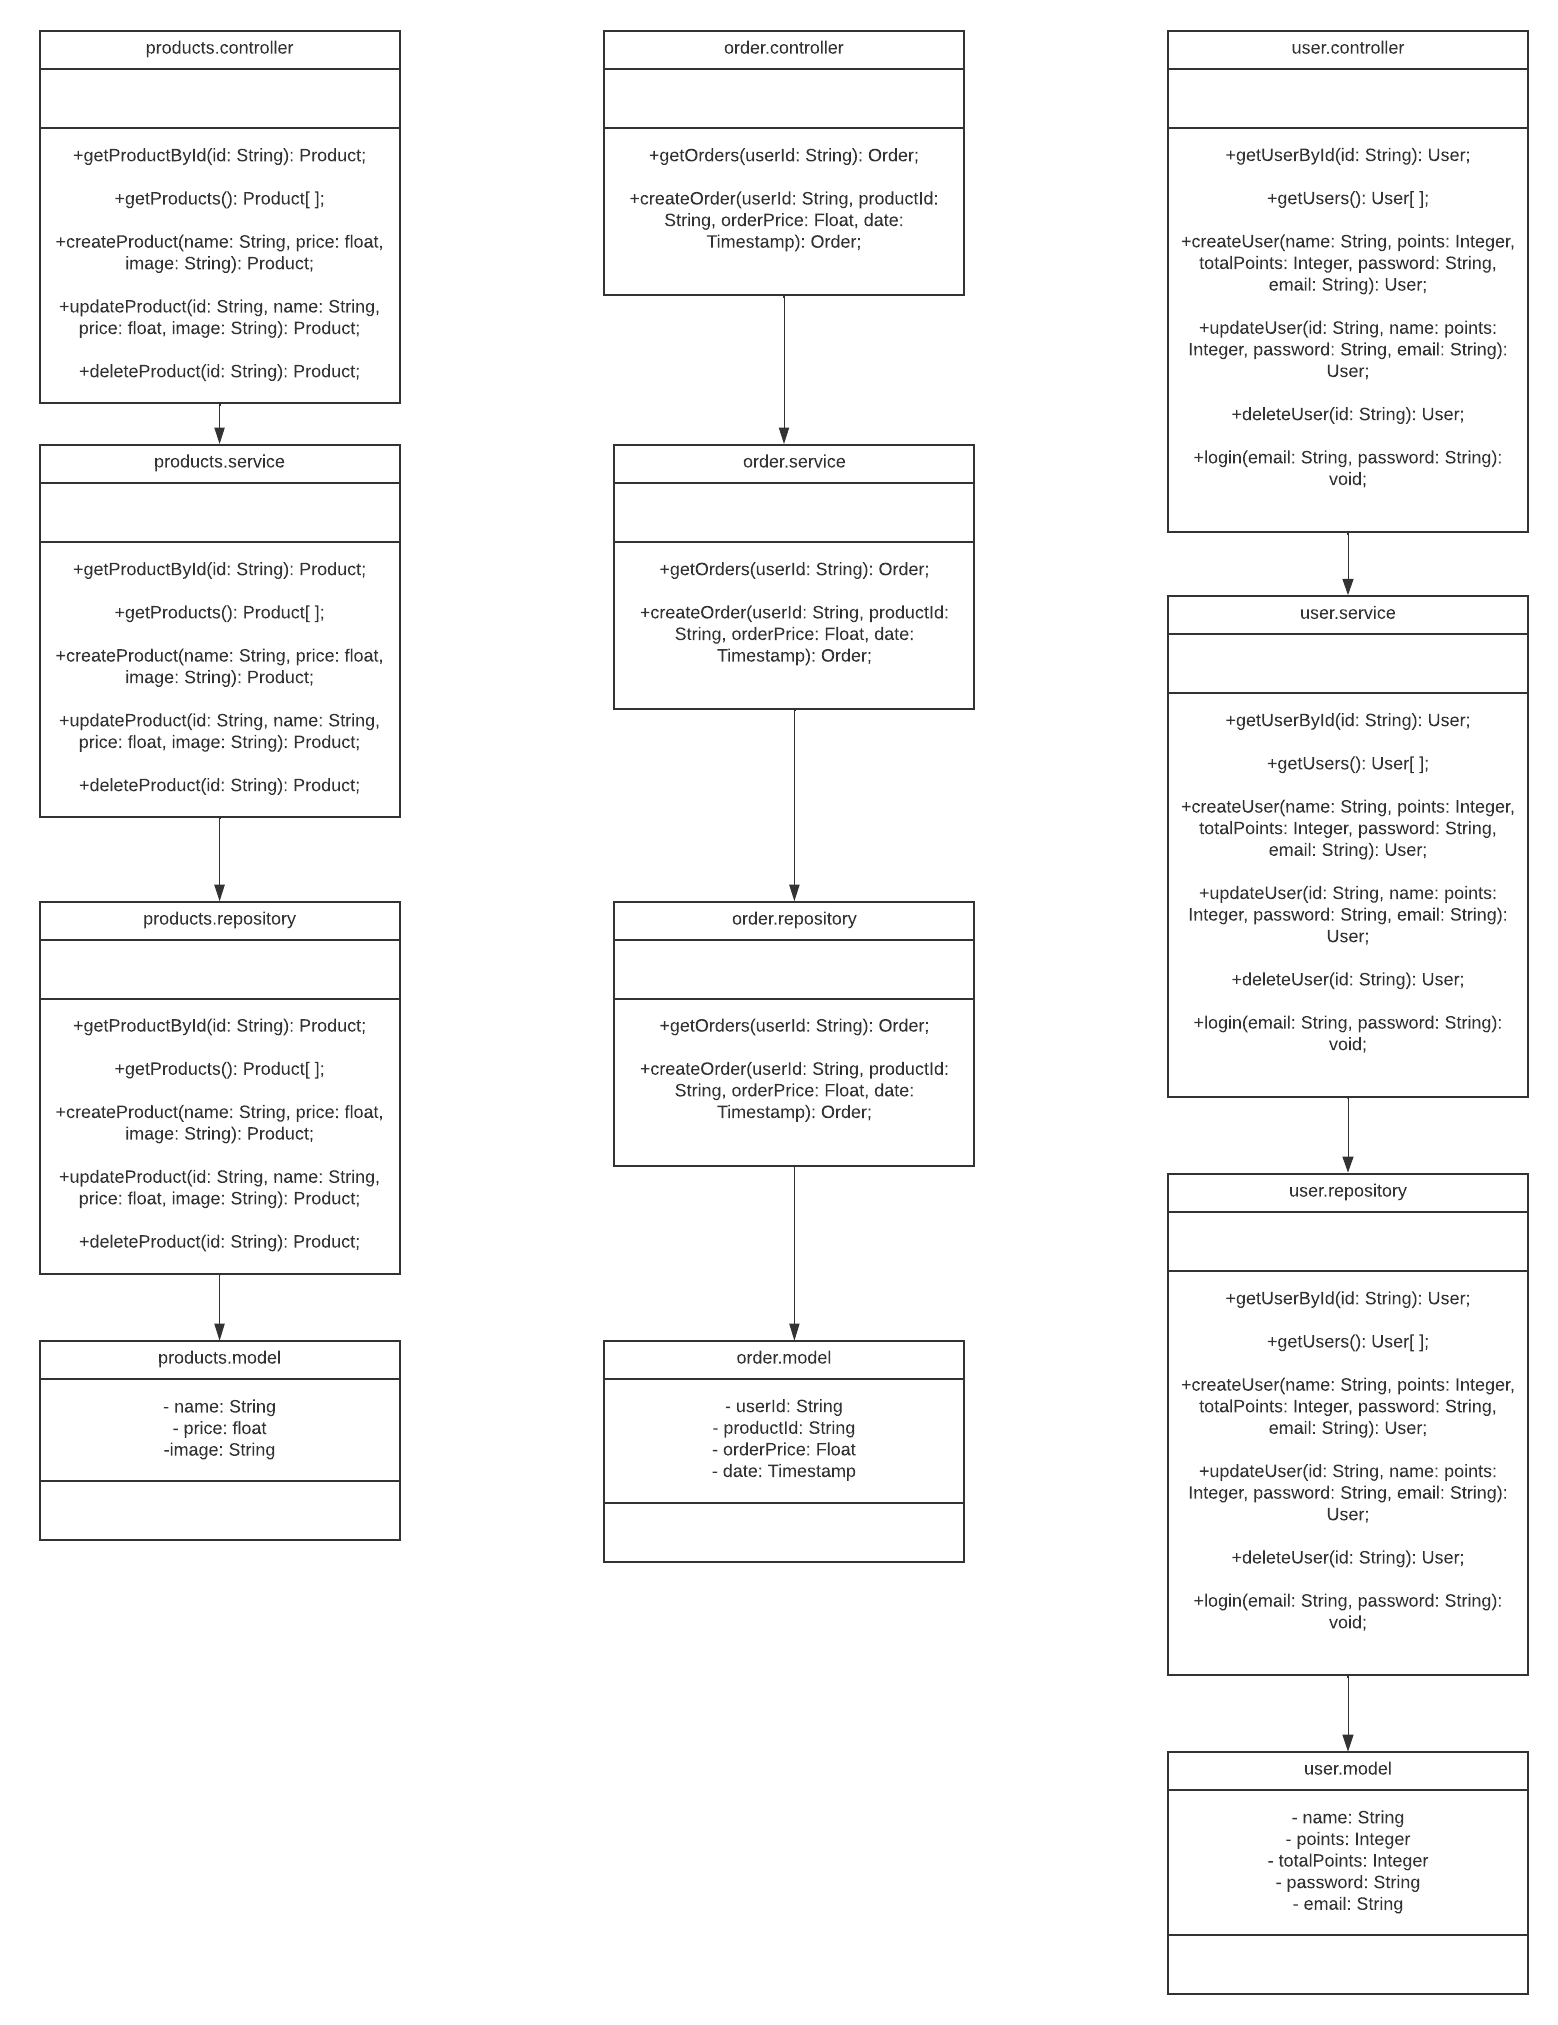 products.controller
+getProductById(id: String): Product;
+getProducts(): Product[ ];
+createProduct(name: String, price: float,
image: String): Product;
+updateProduct(id: String, name: String,
price: float, image: String): Product;
+deleteProduct(id: String): Product;
products.service
+getProductById(id: String): Product;
+getProducts(): Product[ ];
+createProduct(name: String, price: float,
image: String): Product;
+updateProduct(id: String, name: String,
price: float, image: String): Product;
+deleteProduct(id: String): Product;
products.repository
+getProductById(id: String): Product;
+getProducts(): Product[ ];
+createProduct(name: String, price: float,
image: String): Product;
+updateProduct(id: String, name: String,
price: float, image: String): Product;
+deleteProduct(id: String): Product;
products.model
- name: String
- price: float
-image: String
order.controller
+getOrders(userId: String): Order;
+createOrder(userId: String, productId:
String, orderPrice: Float, date:
Timestamp): Order;
order.service
+getOrders(userId: String): Order;
+createOrder(userId: String, productId:
String, orderPrice: Float, date:
Timestamp): Order;
order.repository
+getOrders(userId: String): Order;
+createOrder(userId: String, productId:
String, orderPrice: Float, date:
Timestamp): Order;
order.model
- userId: String
- productId: String
- orderPrice: Float
- date: Timestamp
user.controller
+getUserById(id: String): User;
+getUsers(): User[ ];
+createUser(name: String, points: Integer,
totalPoints: Integer, password: String,
email: String): User;
+updateUser(id: String, name: points:
Integer, password: String, email: String):
User;
+deleteUser(id: String): User;
+login(email: String, password: String):
void;
user.service
+getUserById(id: String): User;
+getUsers(): User[ ];
+createUser(name: String, points: Integer,
totalPoints: Integer, password: String,
email: String): User;
+updateUser(id: String, name: points:
Integer, password: String, email: String):
User;
+deleteUser(id: String): User;
+login(email: String, password: String):
void;
user.repository
+getUserById(id: String): User;
+getUsers(): User[ ];
+createUser(name: String, points: Integer,
totalPoints: Integer, password: String,
email: String): User;
+updateUser(id: String, name: points:
Integer, password: String, email: String):
User;
+deleteUser(id: String): User;
+login(email: String, password: String):
void;
user.model
- name: String
- points: Integer
- totalPoints: Integer
- password: String
- email: String